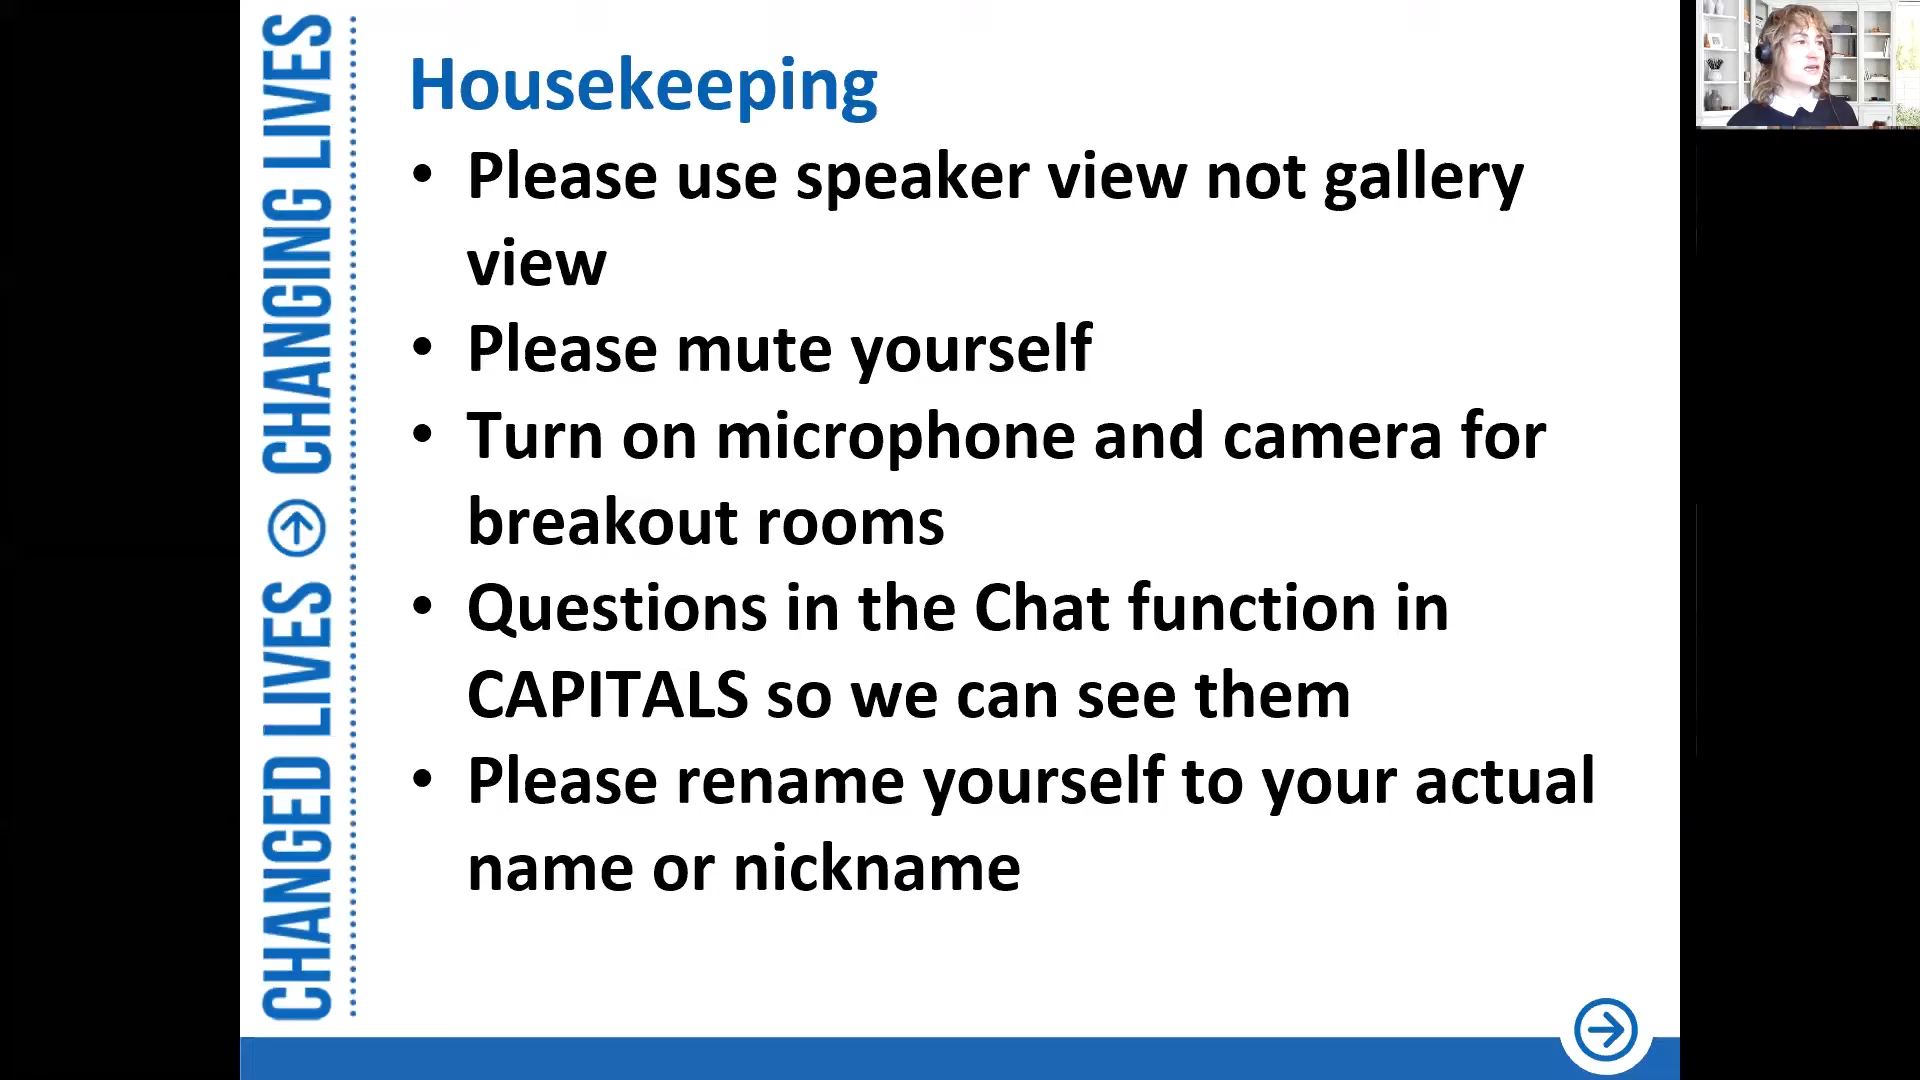 CHANGED LIVES CHANGING LIVES
Housekeeping
• Please use speaker view not gallery
view
• Please mute yourself
• Turn on microphone and camera for
breakout rooms
• Questions in the Chat function in
CAPITALS so we can see them
• Please rename yourself to your actual
name or nickname